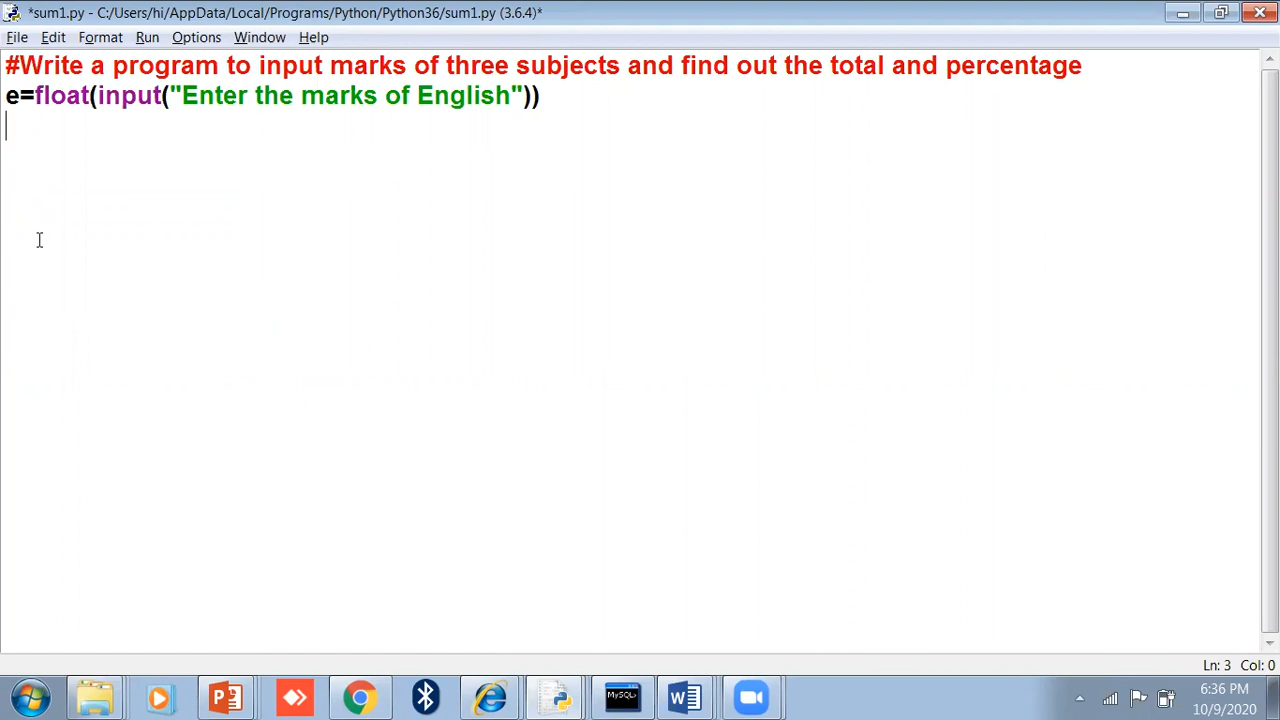 *sum1.py - C:/Users/hi/AppData/Local/Programs/Python/Python36/sum1.py (3.6.4)*
File Edit Format Run Options Window Help
#Write a program to input marks of three subjects and find out the total and percentage
e=float(input("Enter the marks of English"))
Ln: 3 Col: 0
MySQL>
6:36 PM
10/9/2020